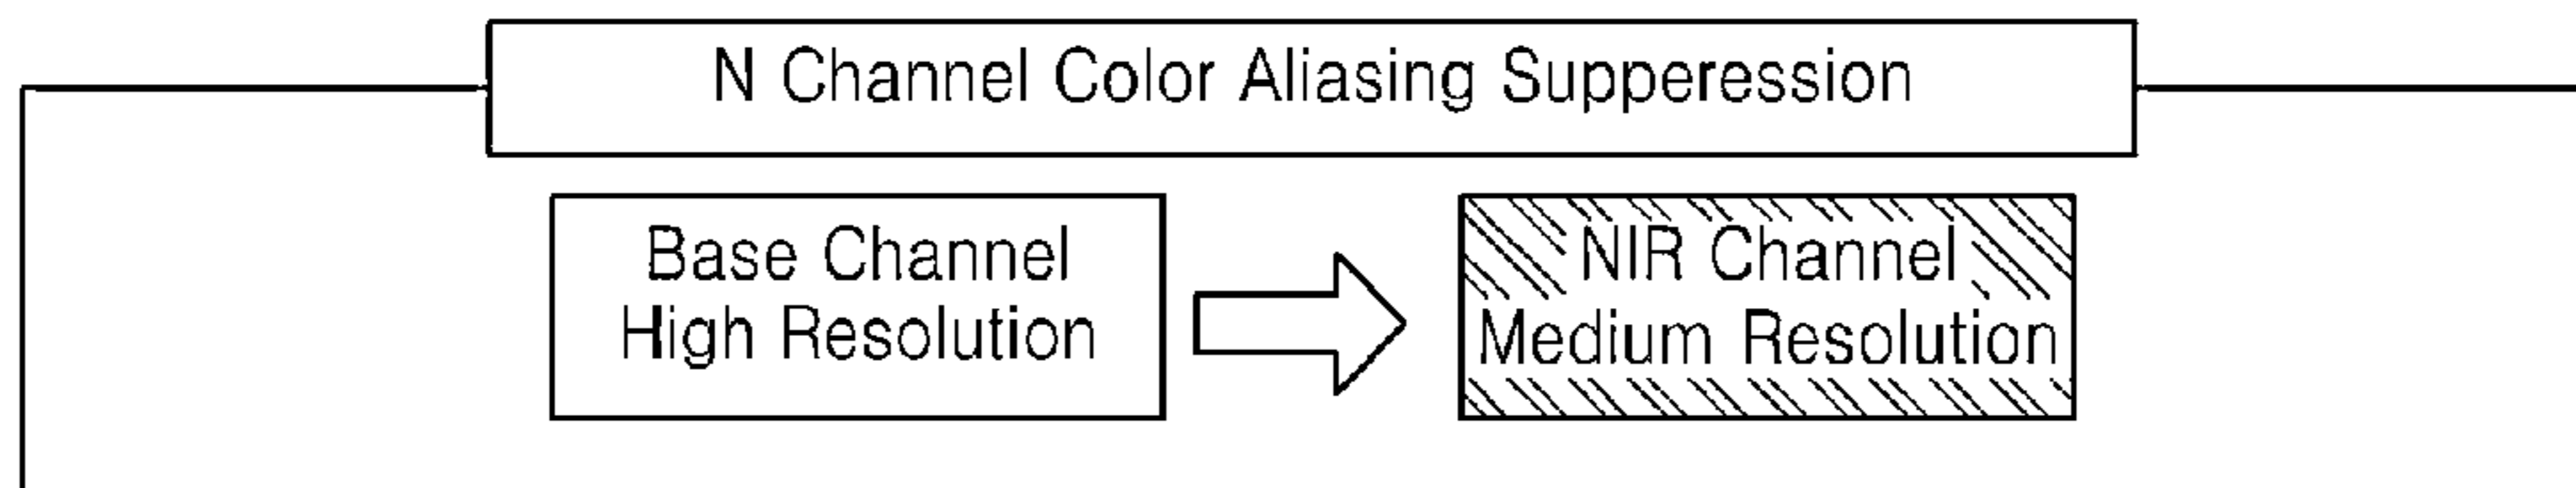 N Channel Color Aliasing Supperession
Base Channel
High Resolution
NIR Channel
Medium Resolution